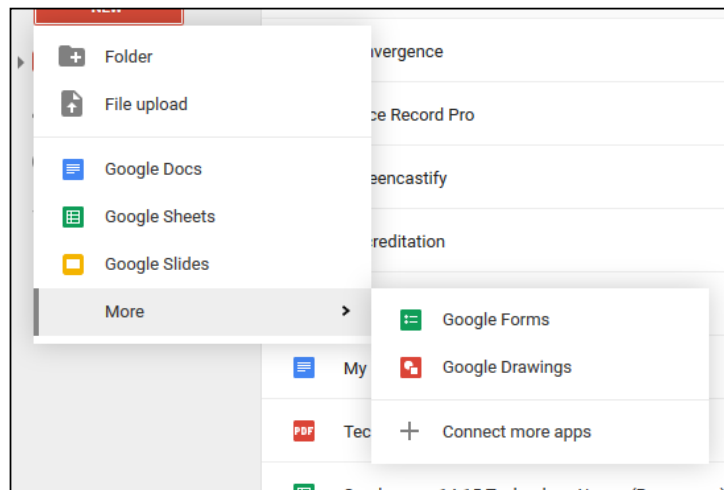 NEW
Folder
File upload
Google Docs
Google Sheets
Google Slides
More
vergence
ce Record Pro
eencastify
reditation
Google Forms
Google Drawings
Connect more apps
My
PDF
Tec